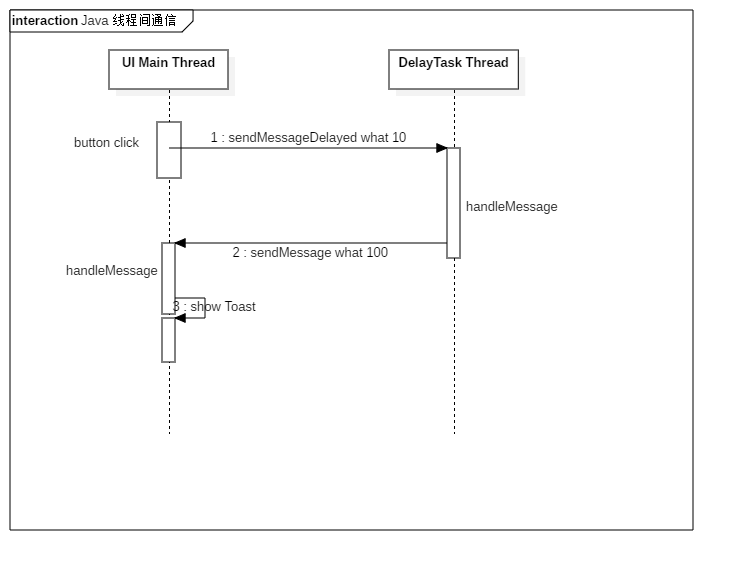 interaction Java 线程间通信
UI Main Thread
DelayTask Thread
button click
1 : sendMessageDelayed what 10
handleMessage
2 : sendMessage what 100
handleMessage
3 : show Toast